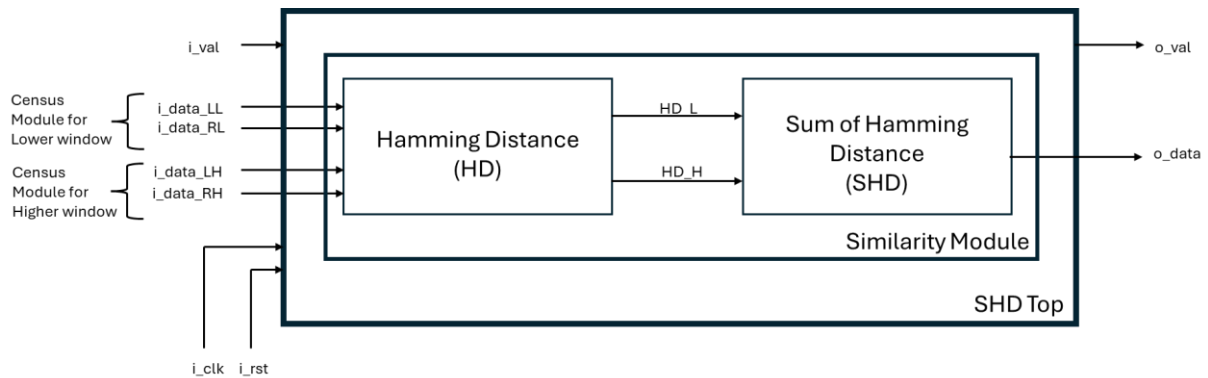 i_val
Census
Module for
Lower window
i_data_LL
i_data_RL
Census
Module for
Higher window
i_data_LH
i_data_RH
i_clk
i_rst
Hamming Distance
(HD)
HD_L
HD_H
Sum of Hamming
Distance
(SHD)
Similarity Module
SHD Top
o_val
o_data